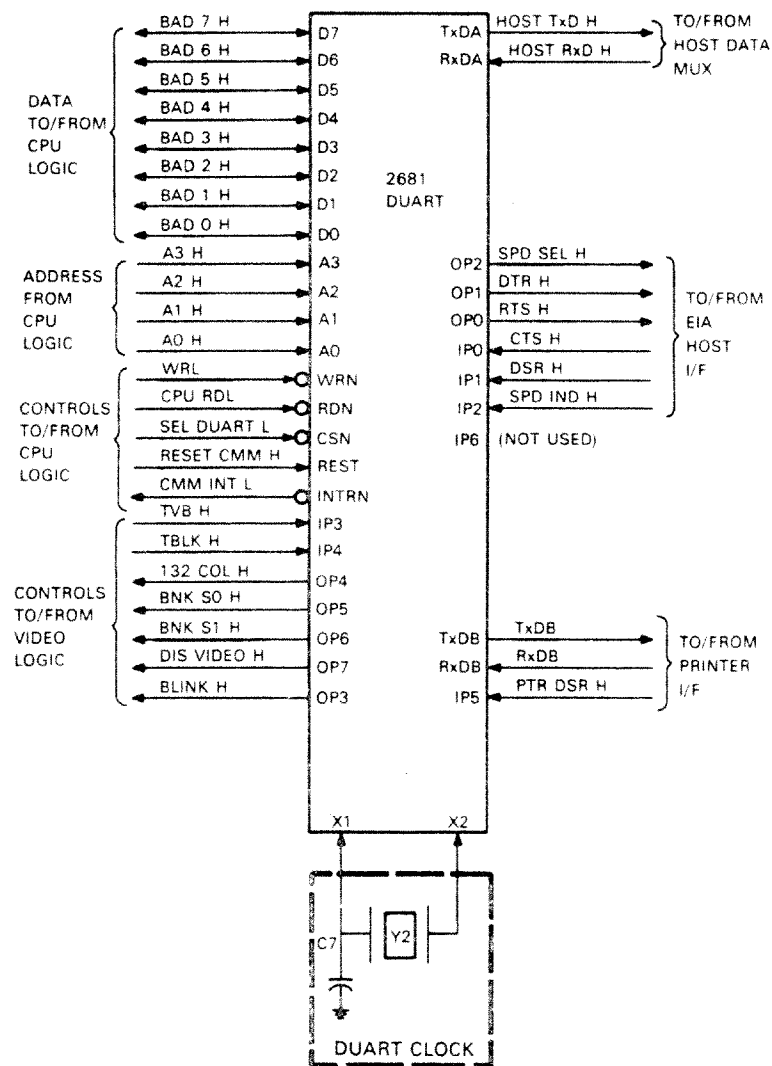 BAD 7 H
BAD 6 H
BAD 5 H
BAD 4 H
BAD 3 H
BAD 2 H
BAD 1 H
BAD 0 H
DATA
TO/FROM
CPU
LOGIC
D7
D6
D5
D4
D3
D2
D1
D0
A3 H
A2 H
A1 H
A0 H
ADDRESS
FROM
CPU
LOGIC
A3
A2
A1
A0
WRL
CPU RDL
SEL DUART L
RESET CMM H
CMM INT L
CONTROLS
TO/FROM
CPU
LOGIC
WRN
RDN
CSN
REST
INTRN
TVB H
TBLK H
132 COL H
BNK S0 H
BNK S1 H
DIS VIDEO H
BLINK H
CONTROLS
TO/FROM
VIDEO
LOGIC
IP3
IP4
OP4
OP5
OP6
OP7
OP3
2681
DUART
TxDA
RxDA
HOST TxD H
HOST RxD H
TO/FROM
HOST DATA
MUX
OP2
OP1
OP0
IP0
IP1
IP2
IP6 (NOT USED)
SPD SEL H
DTR H
RTS H
CTS H
DSR H
SPD IND H
TO/FROM
EIA
HOST
I/F
TxDB
RxDB
IP5
TxDB
RxDB
PTR DSR H
TO/FROM
PRINTER
I/F
X1
X2
C7
Y2
DUART CLOCK